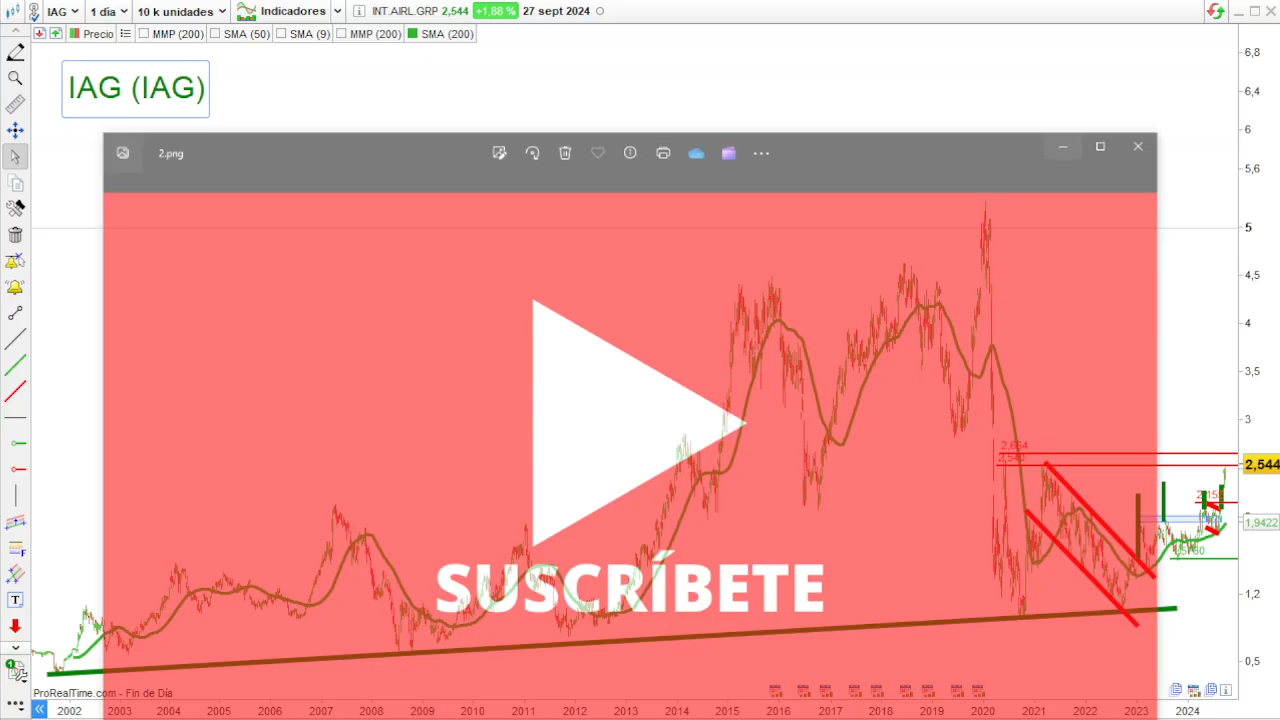 IAG 1 día 10 k unidades Indicadores INT.AIRL.GRP 2,544 +1,88 % 27 sept 2024
Precio MMP (200) SMA (50) SMA (9) MMP (200) SMA (200)
IAG (IAG)
2.png
SUSCRÍBETE
6,8
6,4
6
5,6
5
4,5
4
3,5
3
2,634
2,540
2,544
1,9422
1,2
0,5
T
ProRealTime.com - Fin de Día
2002 2003 2004 2005 2006 2007 2008 2009 2010 2011 2012 2013 2014 2015 2016 2017 2018 2019 2020 2021 2022 2023 2024